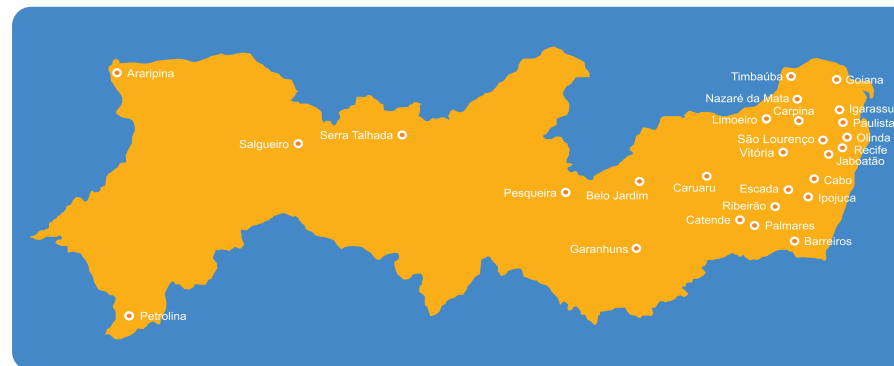 Araripina
Timbaúba
Goiana
Nazaré da Mata
Igarassu
Carpina
Limoeiro
Paulista
Serra Talhada
Olinda
São Lourenço
Salgueiro
Recife
Vitória
Jaboatão
Cabo
Caruaru
Escada
Pesqueira
Belo Jardim
Ipojuca
Ribeirão
Catende
Palmares
Barreiros
Garanhuns
Petrolina